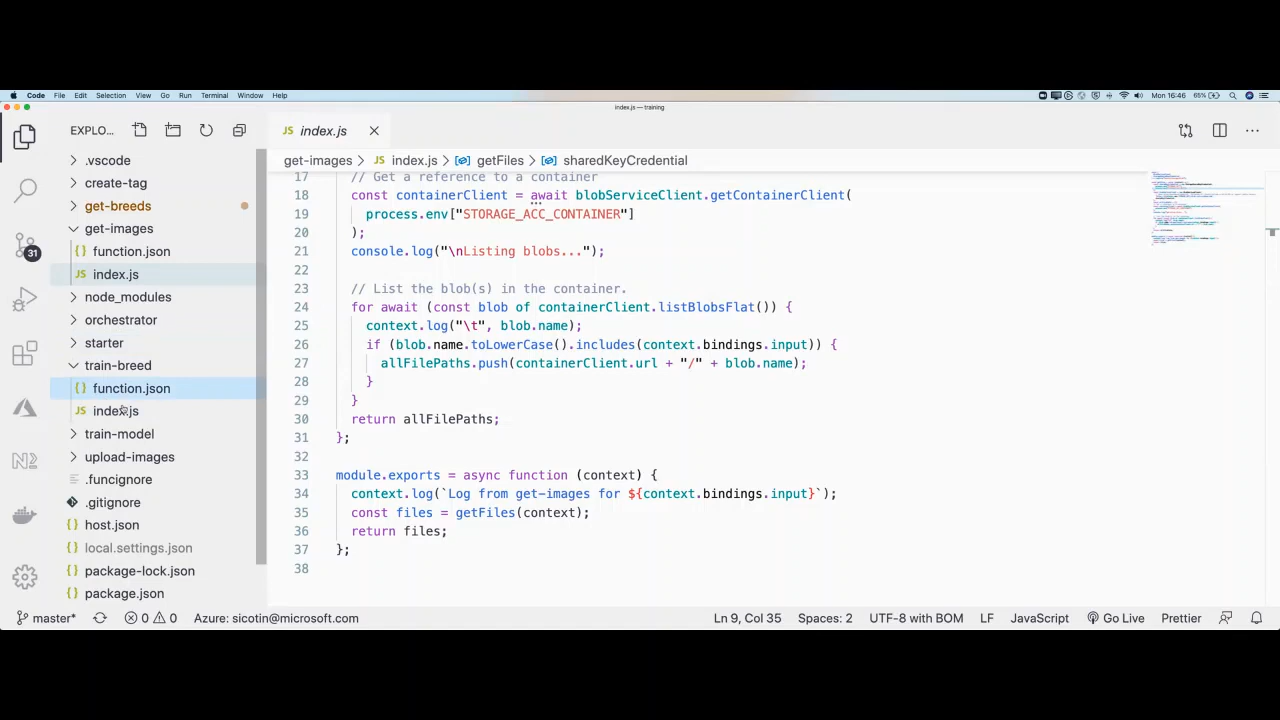 Code File Edit Selection View Go Run Terminal Window Help Mon 16:46 65%
index.js — training
EXPLO...
.vscode
create-tag
get-breeds
get-images
{} function.json
JS index.js
node_modules
orchestrator
starter
train-breed
{} function.json
JS index.js
train-model
upload-images
.funcignore
.gitignore
{} host.json
{} local.settings.json
{} package-lock.json
{} package.json
31
JS index.js
get-images > JS index.js > getFiles > sharedKeyCredential
17 // Get a reference to a container
18 const containerClient = await blobServiceClient.getContainerClient(
19 process.env["STORAGE_ACC_CONTAINER"]
20 );
21 console.log("\nListing blobs...");
22
23 // List the blob(s) in the container.
24 for await (const blob of containerClient.listBlobsFlat()) {
25 context.log("\t", blob.name);
26 if (blob.name.toLowerCase().includes(context.bindings.input)) {
27 allFilePaths.push(containerClient.url + "/" + blob.name);
28 }
29 }
30 return allFilePaths;
31 };
32
33 module.exports = async function (context) {
34 context.log(`Log from get-images for ${context.bindings.input}`);
35 const files = getFiles(context);
36 return files;
37 };
38
master* 0 0 Azure: sicotin@microsoft.com Ln 9, Col 35 Spaces: 2 UTF-8 with BOM LF JavaScript Go Live Prettier